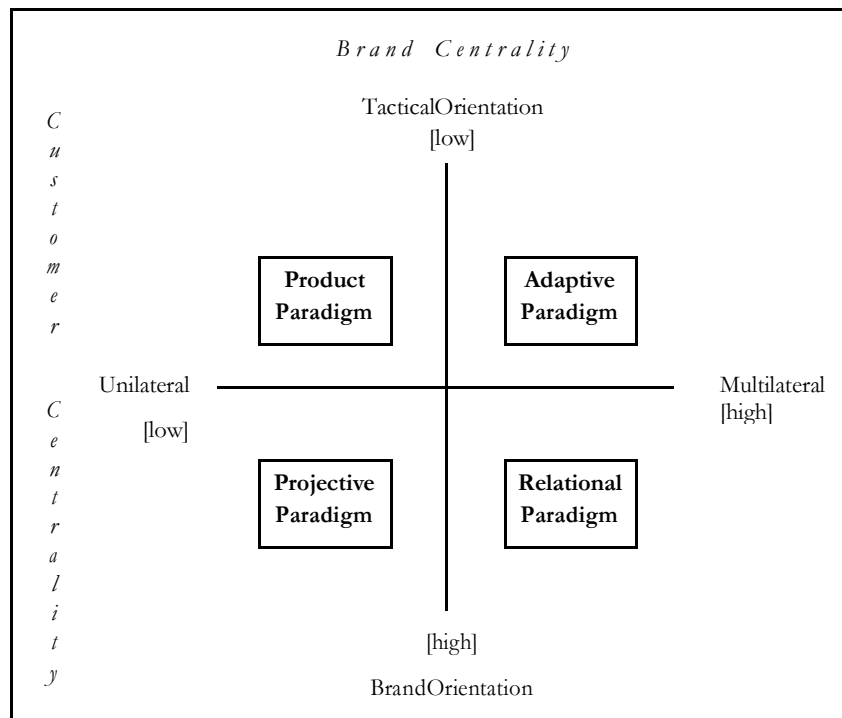 Brand Centrality
TacticalOrientation
[low]
Customer
Product
Paradigm
Adaptive
Paradigm
Unilateral
[low]
Multilateral
[high]
Centrality
Projective
Paradigm
Relational
Paradigm
[high]
BrandOrientation